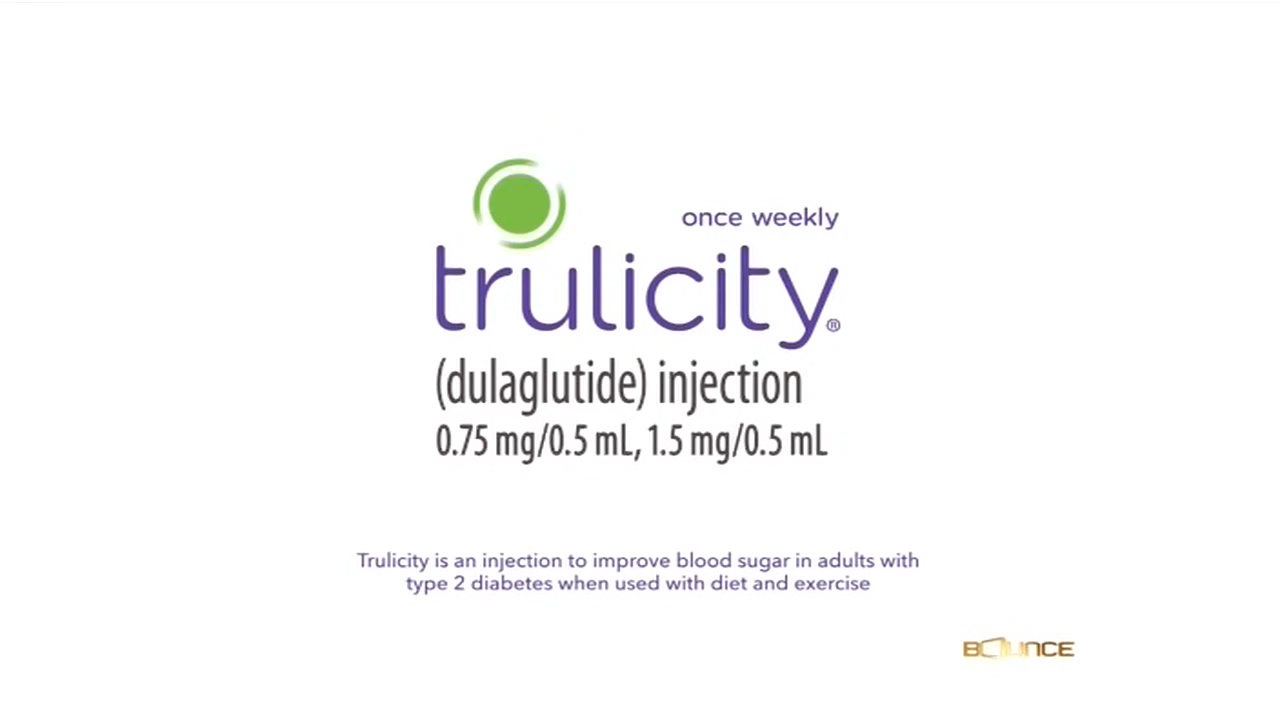 once weekly
trulicity®
(dulaglutide) injection
0.75 mg/0.5 mL, 1.5 mg/0.5 mL
Trulicity is an injection to improve blood sugar in adults with
type 2 diabetes when used with diet and exercise
BOUNCE